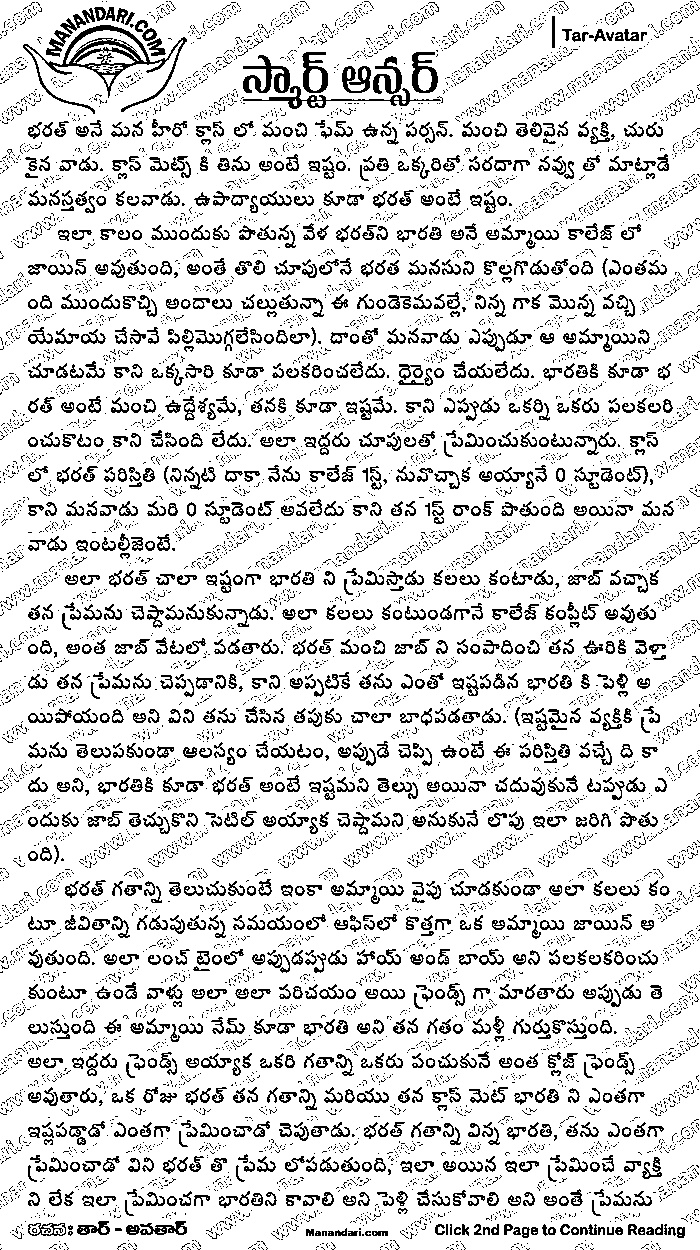 MANANDARI.COM
Tar-Avatar
స్మార్ట్ ఆన్సర్
భరత్ అనే మన హీరో క్లాస్ లో మంచి ఫేమ్ ఉన్న పర్సన్. మంచి తెలివైన వ్యక్తి, చురు
కైన వాడు. క్లాస్ మెట్స్ కి తిను అంటే ఇష్టం. ప్రతి ఒక్కరితో సరదాగా నవ్వు తో మాట్లాడే
మనస్తత్వం కలవాడు. ఉపాధ్యాయులు కూడా భరత్ అంటే ఇష్టం.
ఇలా కాలం ముందుకు పొతున్న వేళ భరత్‌ని భారతి అనే అమ్మాయి కాలేజ్ లో
జాయిన్ అవుతుంది, అంతే తొలి చూపులోనే భరత మనసుని కొల్లగొడుతోంది (ఎంతమ
ంది ముందుకొచ్చి అందాలు చల్లుతున్నా ఈ గుండెకెమవల్లే, నిన్న గాక మొన్న వచ్చి
యేమాయ చేసావే పిల్లిమొగ్గలేసిందిలా). దాంతో మనవాడు ఎప్పుడూ ఆ అమ్మాయిని
చూడటమే కాని ఒక్కసారి కూడా పలకరించలేదు. ధైర్యైం చేయలేదు. భారతికి కూడా భ
రత్ అంటే మంచి ఉద్దేశ్యమే, తనకి కూడా ఇష్టమే. కాని ఎప్పడు ఒకర్ని ఒకరు పలకలరి
ంచుకొటం కాని చేసింది లేదు. అలా ఇద్దరు చూపులతో ప్రేమించుకుంటున్నారు. క్లాస్
లో భరత్ పరిస్తితి (నిన్నటి దాకా నేను కాలేజ్ 1స్ట్, నువొచ్చాక అయ్యానే 0 స్టూడెంట్),
కాని మనవాడు మరి 0 స్టూడెంట్ అవలేదు కాని తన 1స్ట్ రాంక్ పొతుంది అయినా మన
వాడు ఇంటల్లీజెంటే.
అలా భరత్ చాలా ఇష్టంగా భారతి ని ప్రేమిస్తాడు కలలు కంటాడు, జాబ్ వచ్చాక
తన ప్రేమను చెప్దామనుకున్నాడు. అలా కలలు కంటుండగానే కాలేజ్ కంప్లీట్ అవుతు
ంది, అంత జాబ్ వేటలో పడతారు. భరత్ మంచి జాబ్ ని సంపాదించి తన ఊరికి వెళ్తా
డు తన ప్రేమను చెప్పడానికి, కాని అప్పటికే తను ఎంతో ఇష్టపడిన భారతి కి పెళ్లి అ
యిపోయంది అని విని తను చేసిన తపుకు చాలా బాధపడతాడు. (ఇష్టమైన వ్యక్తికి ప్రే
మను తెలుపకుండా ఆలస్యం చేయటం, అప్పుడే చెప్పి ఉంటే ఈ పరిస్తితి వచ్చే ది కా
దు అని, భారతికి కూడా భరత్ అంటే ఇష్టమని తెల్సు అయినా చదువుకునే టప్పడు ఎ
ందుకు జాబ్ తెచ్చుకొని సెటిల్ అయ్యాక చెప్దామని అనుకునే లొపు ఇలా జరిగి పొతు
ంది).
భరత్ గతాన్ని తెలుచుకుంటే ఇంకా అమ్మాయి వైపు చూడకుండా అలా కలలు కం
టూ జీవితాన్ని గడుపుతున్న సమయంలో ఆఫిస్‌లో కొత్తగా ఒక అమ్మాయి జాయిన్ అ
వుతుంది. అలా లంచ్ టైంలో అప్పుడప్పడు హాయ్ అండ్ బాయ్ అని పలకలకరించు
కుంటూ ఉండే వాళ్లు అలా అలా పరిచయం అయి ఫ్రెండ్స్ గా మారతారు అప్పుడు తె
లుస్తుంది ఈ అమ్మాయి నేమ్ కూడా భారతి అని తన గతం మళ్లీ గుర్తుకొస్తుంది.
అలా ఇద్దరు ఫ్రెండ్స్ అయ్యాక ఒకరి గతాన్ని ఒకరు పంచుకునే అంత క్లోజ్ ఫ్రెండ్స్
అవుతారు, ఒక రోజు భరత్ తన గతాన్ని మరియు తన క్లాస్ మెట్ భారతి ని ఎంతగా
ఇష్టపడ్డాడో ఎంతగా ప్రేమించాడో చెపుతాడు. భరత్ గతాన్ని విన్న భారతి, తను ఎంతగా
ప్రేమించాడో విని భరత్ తొ ప్రేమ లోపడుతుంది, ఇలా అయిన ఇలా ప్రేమించే వ్యాక్తి
ని లేక ఇలా ప్రేమించగా భారతిని కావాలి అని పెళ్లి చేసుకోవాలి అని అంతే ప్రేమను
రచన: తార్ - అవతార్ Manandari.com Click 2nd Page to Continue Reading